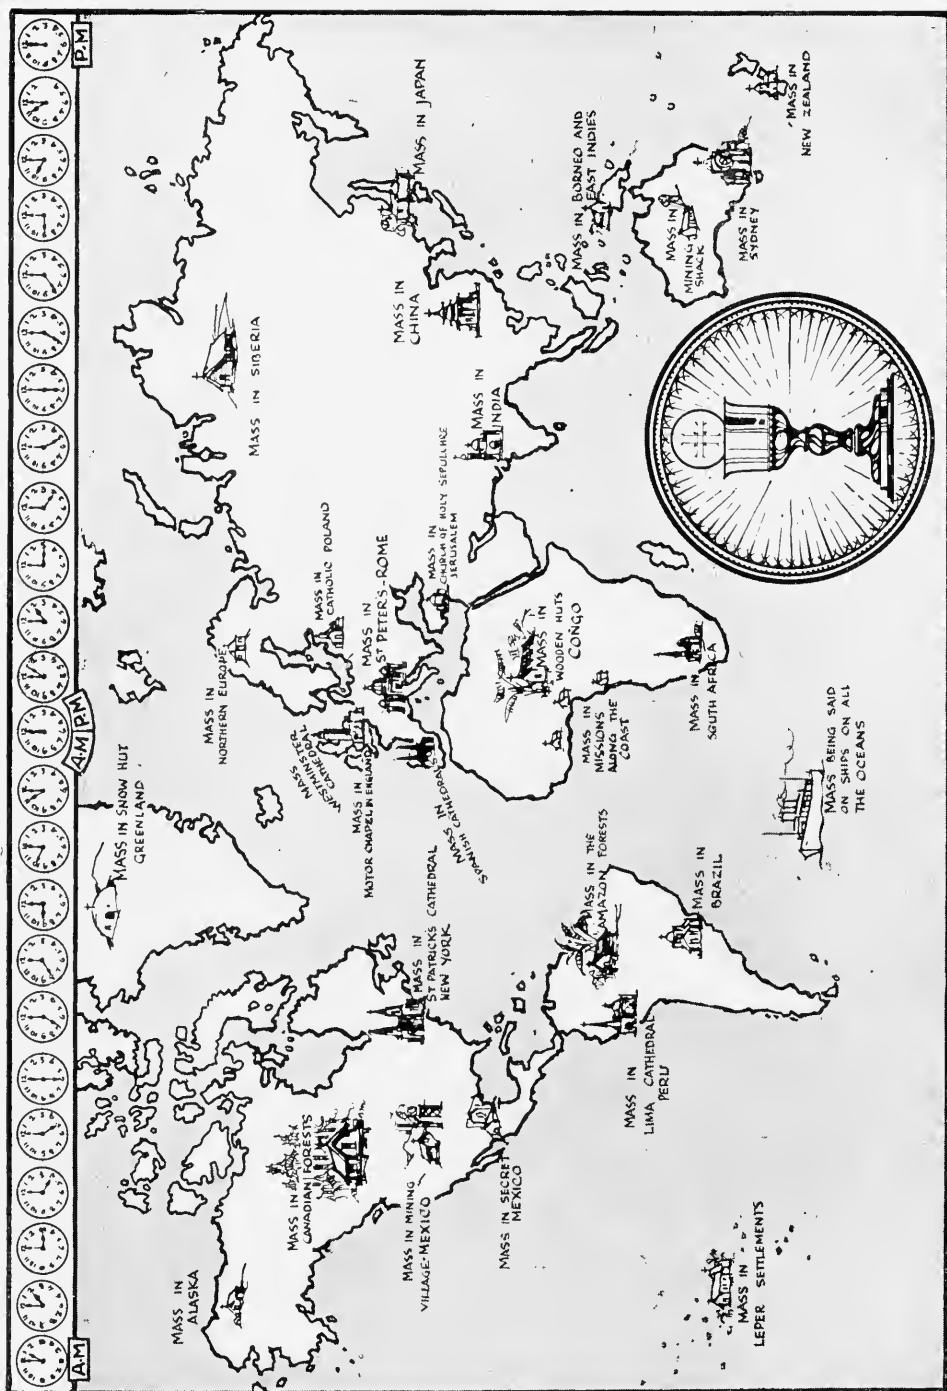 A.M
A.M
P.M
P.M
MASS IN
ALASKA
MASS IN
CANADIAN FORESTS
MASS IN MINING
VILLAGE-MEXICO
MASS IN SECRET
MEXICO
MASS IN
LEPER SETTLEMENTS
MASS IN SNOW HUT
GREENLAND
MASS IN
ST PATRICKS CATHEDRAL
NEW YORK
MASS IN
LIMA CATHEDRAL
PERU
MASS IN THE
AMAZON FORESTS
MASS IN
BRAZIL
MASS BEING SAID
ON SHIPS ON ALL
THE OCEANS
MASS IN
NORTHERN EUROPE
MASS
WESTMINSTER
CATHEDRAL
MASS IN
MOTOR CHAPEL IN ENGLAND
MASS IN
SPANISH CATHEDRALS
MASS IN
CATHOLIC POLAND
MASS IN
ST PETER'S-ROME
MASS IN
CHURCH OF HOLY SEPULCHRE
JERUSALEM
MASS IN
WOODEN HUTS
CONGO
MASS IN
MISSIONS
ALONG THE
COAST
MASS IN
SOUTH AFRICA
MASS IN SIBERIA
MASS IN
INDIA
MASS IN
CHINA
MASS IN JAPAN
MASS IN BORNEO AND
EAST INDIES
MASS IN
MINING
SHACK
MASS IN
SYDNEY
MASS IN
NEW ZEALAND